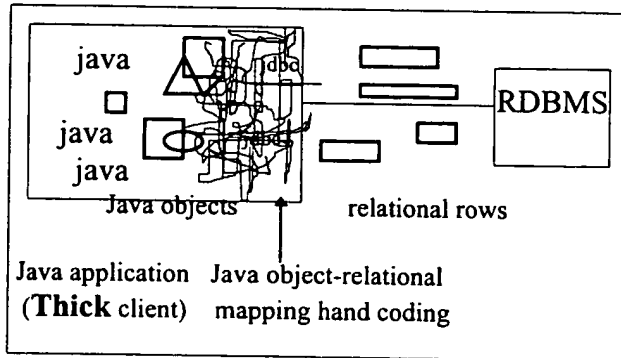 java
jdbc
RDBMS
java
java
Java objects
relational rows
Java application
(Thick client)
Java object-relational
mapping hand coding